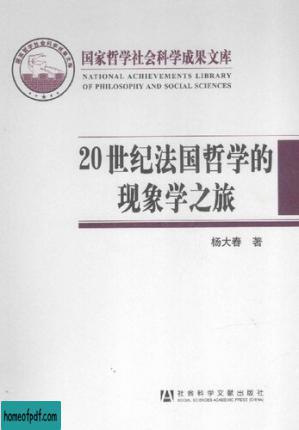 国家哲学社会科学成果文库
NATIONAL ACHIEVEMENTS LIBRARY
OF PHILOSOPHY AND SOCIAL SCIENCES
20世纪法国哲学的
现象学之旅
杨大春 著
社会科学文献出版社
SOCIAL SCIENCES ACADEMIC PRESS (CHINA)
homeofpdf.com